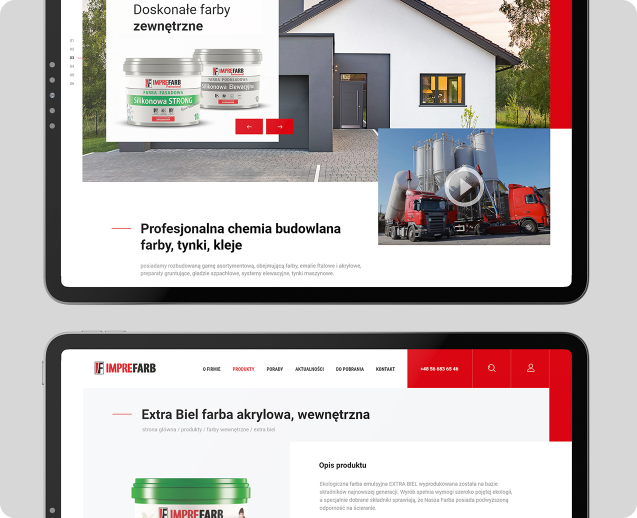 Doskonałe farby
zewnętrzne
01
02
03
04
05
06
IMPREFARB
FARBA FASADOWA
Silikonowa STRONG
IMPREFARB
FARBA PODKŁADOWA
Silikonowa Elewacyjna
Profesjonalna chemia budowlana
farby, tynki, kleje
posiadamy rozbudowaną gamę asortymentową, obejmującą farby, emalie ftalowe i akrylowe,
preparaty gruntujące, gładzie szpachlowe, systemy elewacyjne, tynki maszynowe.
IMPREFARB
O FIRMIE PRODUKTY PORADY AKTUALNOŚCI DO POBRANIA KONTAKT +48 56 683 65 46
Extra Biel farba akrylowa, wewnętrzna
strona główna / produkty / farby wewnętrzne / extra biel
Opis produktu
Ekologiczna farba emulsyjna EXTRA BIEL wyprodukowana została na bazie
składników najnowszej generacji. Wyrób spełnia wymogi szeroko pojętej ekologii,
a specjalnie dobrane składniki sprawiają, że Nasza Farba posiada podwyższoną
odporność na ścieranie.
IMPREFARB